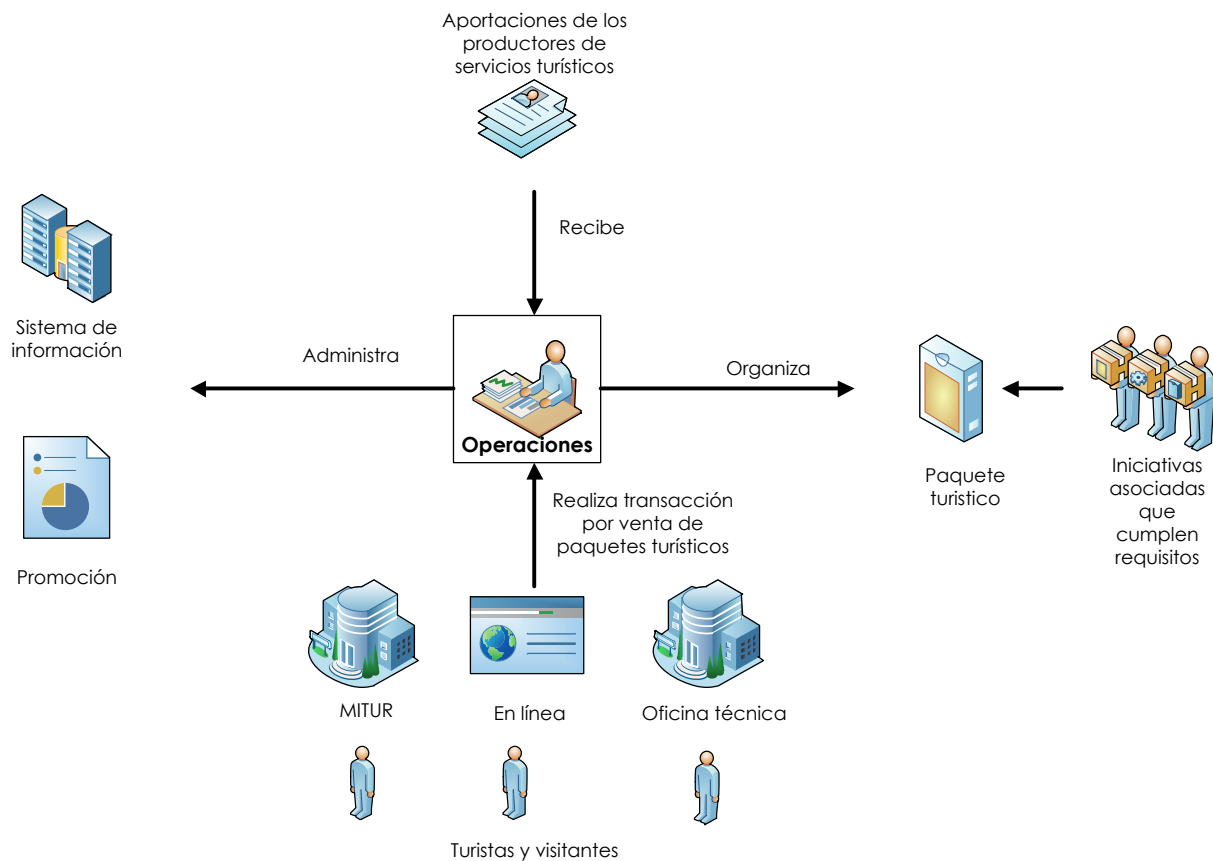 Aportaciones de los
productores de
servicios turísticos
Recibe
Sistema de
información
Administra
Organiza
Operaciones
Paquete
turistico
Iniciativas
asociadas
que
cumplen
requisitos
Promoción
Realiza transacción
por venta de
paquetes turísticos
MITUR
En línea
Oficina técnica
Turistas y visitantes